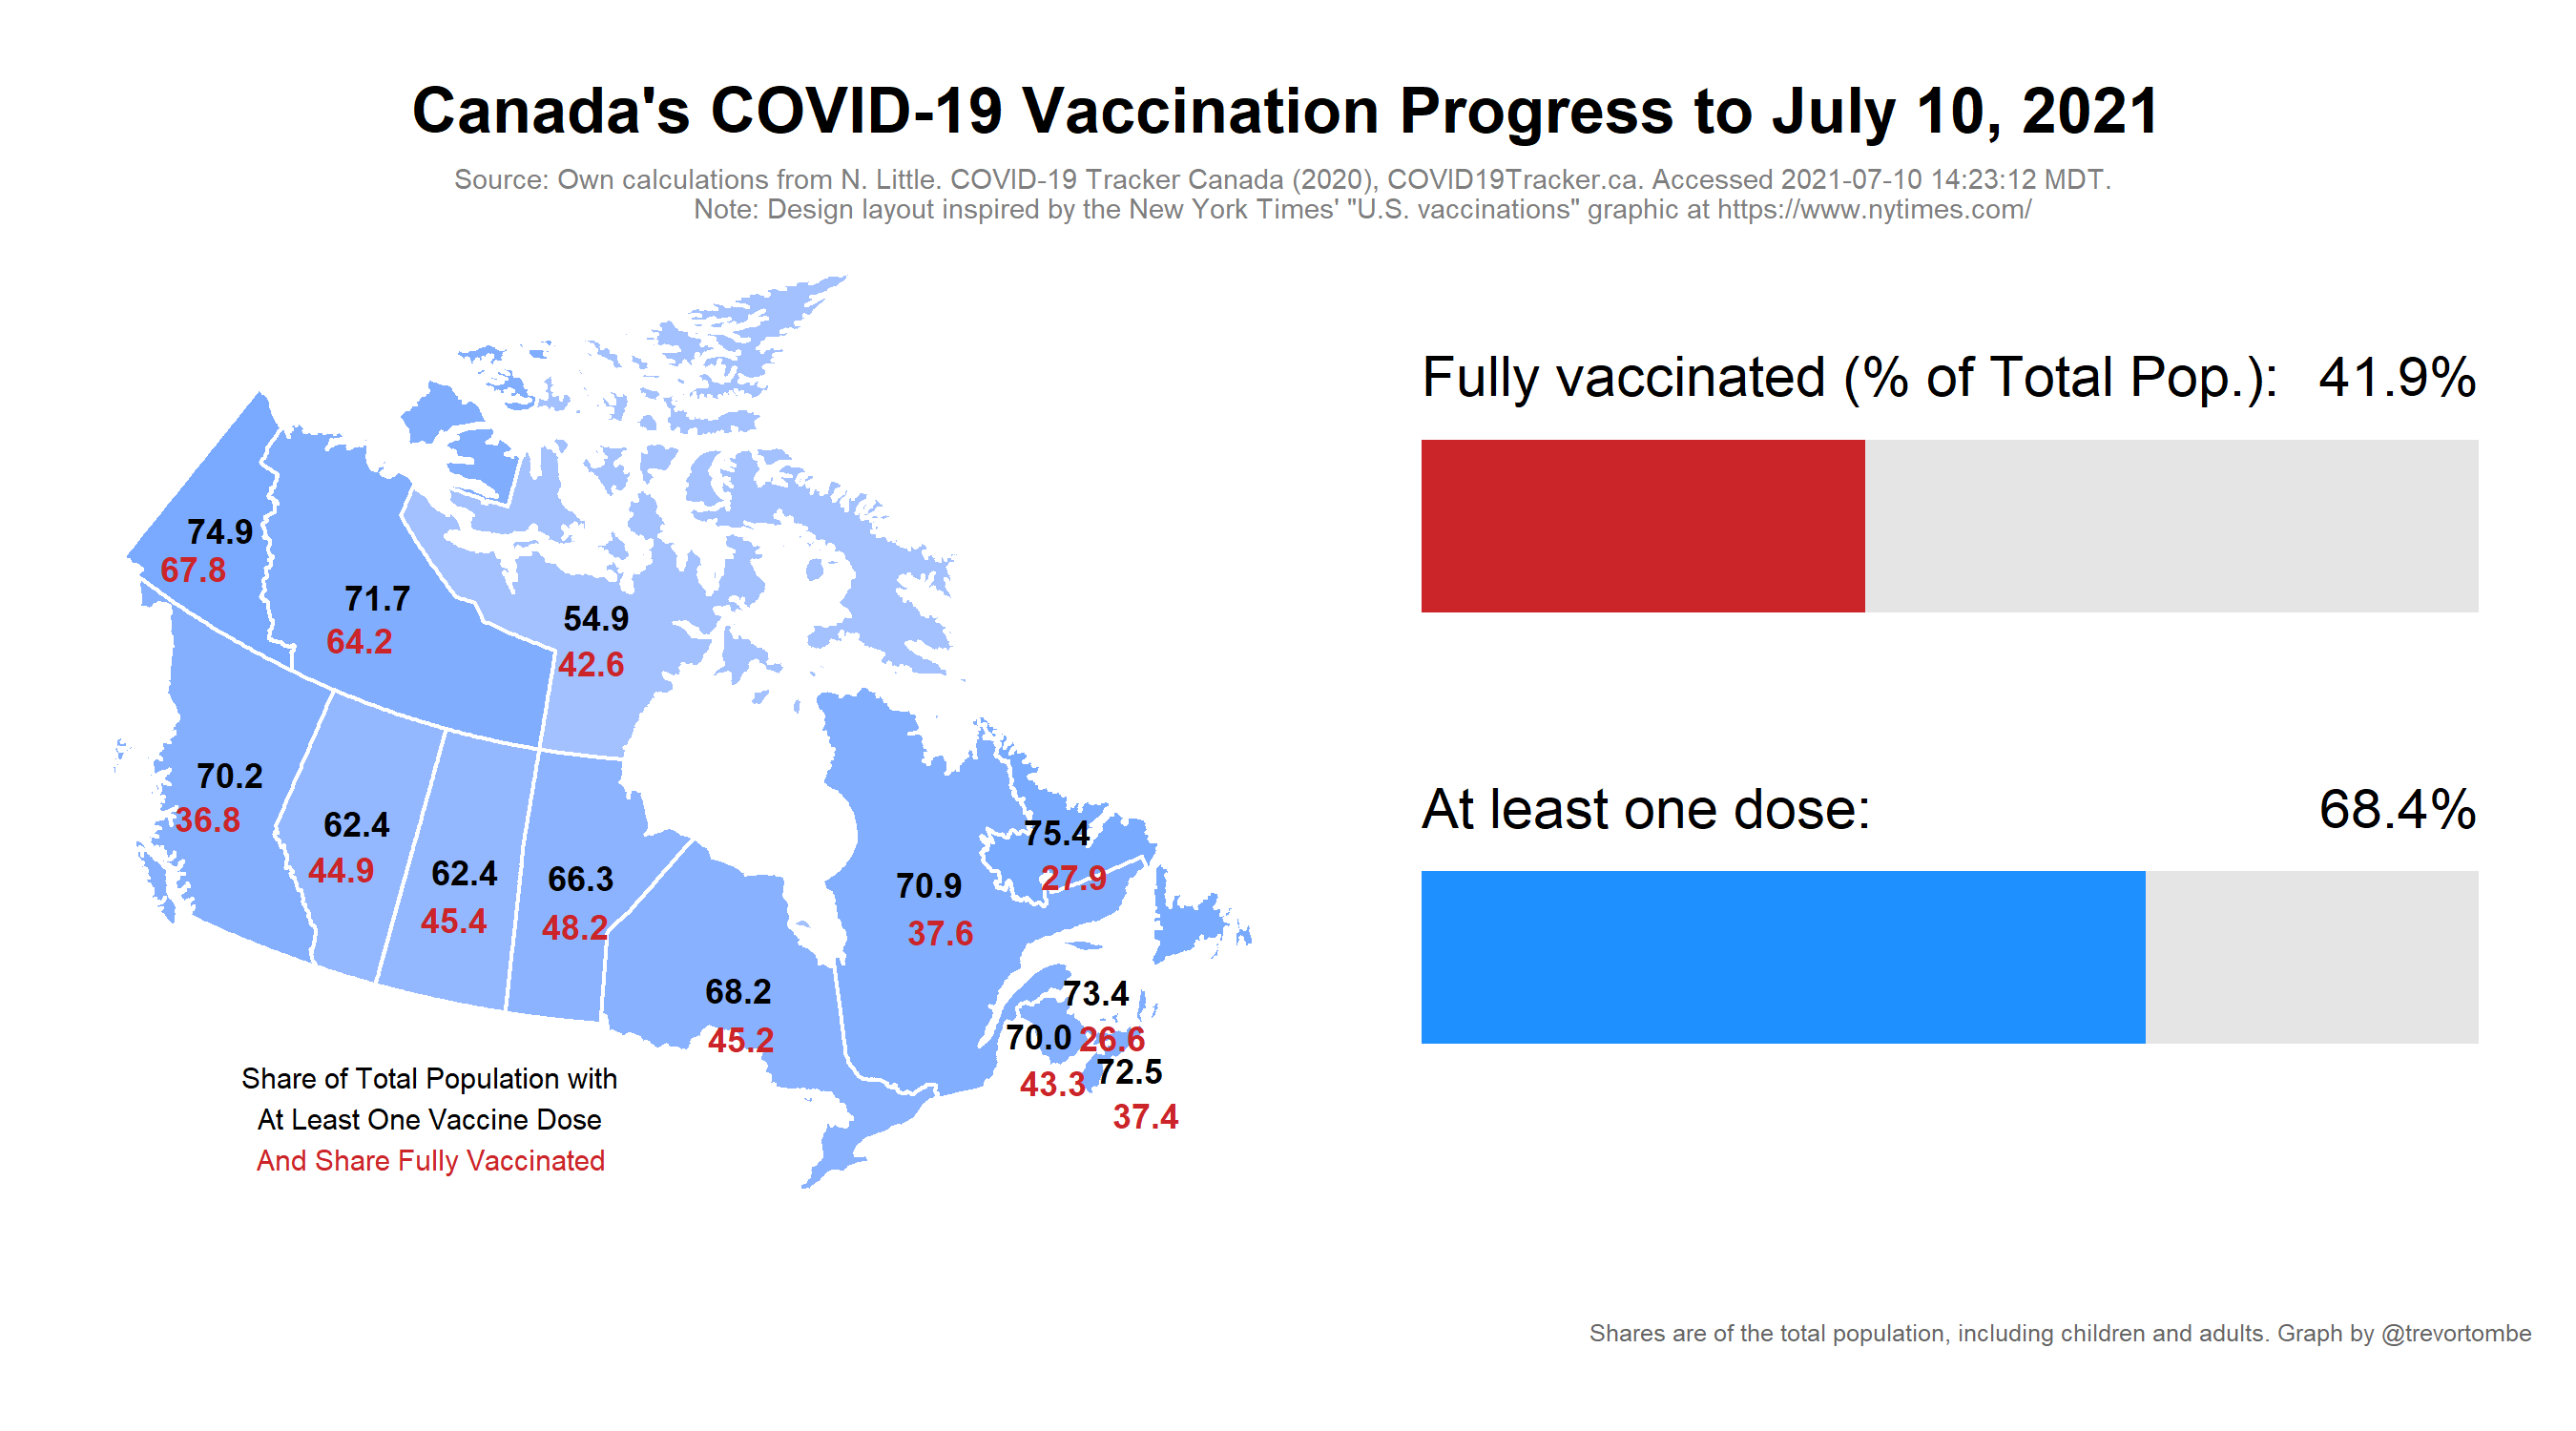 Canada's COVID-19 Vaccination Progress to July 10, 2021
Source: Own calculations from N. Little. COVID-19 Tracker Canada (2020), COVID19Tracker.ca. Accessed 2021-07-10 14:23:12 MDT.
Note: Design layout inspired by the New York Times' "U.S. vaccinations" graphic at https://www.nytimes.com/
74.9
67.8
71.7
64.2
54.9
42.6
70.2
36.8
62.4
44.9
62.4
45.4
66.3
48.2
68.2
45.2
70.9
37.6
75.4
27.9
73.4
26.6
70.0
43.3
72.5
37.4
Share of Total Population with
At Least One Vaccine Dose
And Share Fully Vaccinated
Fully vaccinated (% of Total Pop.): 41.9%
At least one dose: 68.4%
Shares are of the total population, including children and adults. Graph by @trevortombe